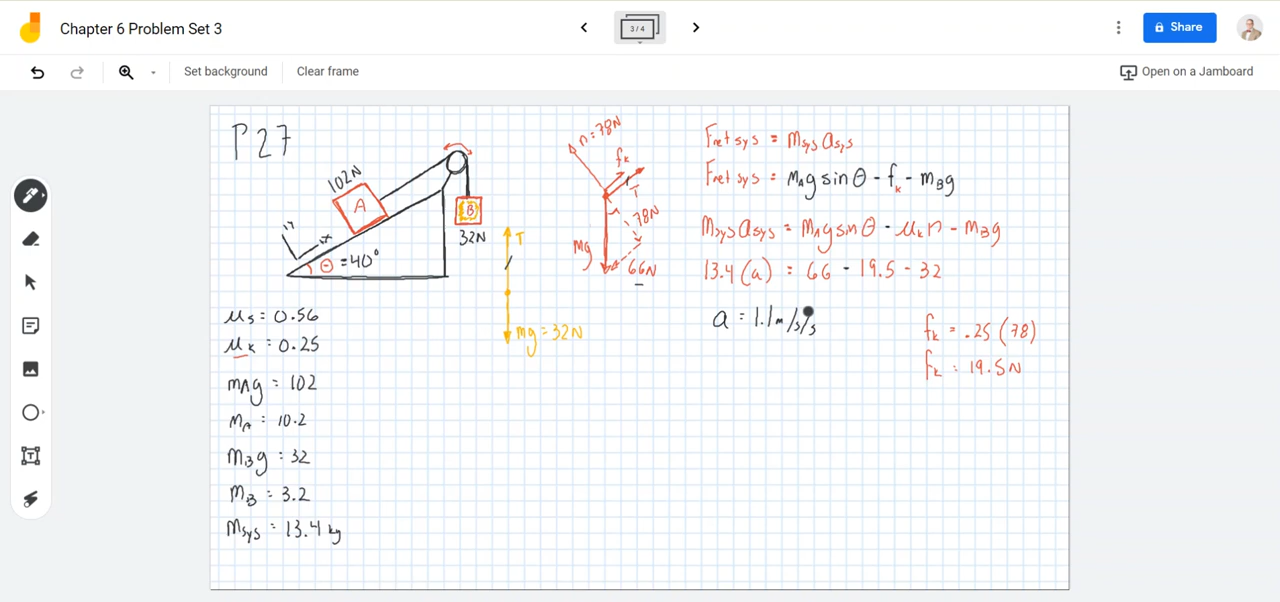 Chapter 6 Problem Set 3
3 / 4
Share
Set background
Clear frame
Open on a Jamboard
P27
102N
A
B
32N
θ = 40°
T
mg = 32N
n = 78N
fk
T
78N
mg
66N
μs = 0.56
μk = 0.25
mAg = 102
mA = 10.2
mBg = 32
mB = 3.2
msys = 13.4 kg
Fnet sys = msys asys
Fnet sys = mAg sin θ - fk - mBg
msys asys = mAg sin θ - μk n - mBg
13.4 (a) = 66 - 19.5 - 32
a = 1.1 m/s/s
fk = .25 (78)
fk = 19.5 N